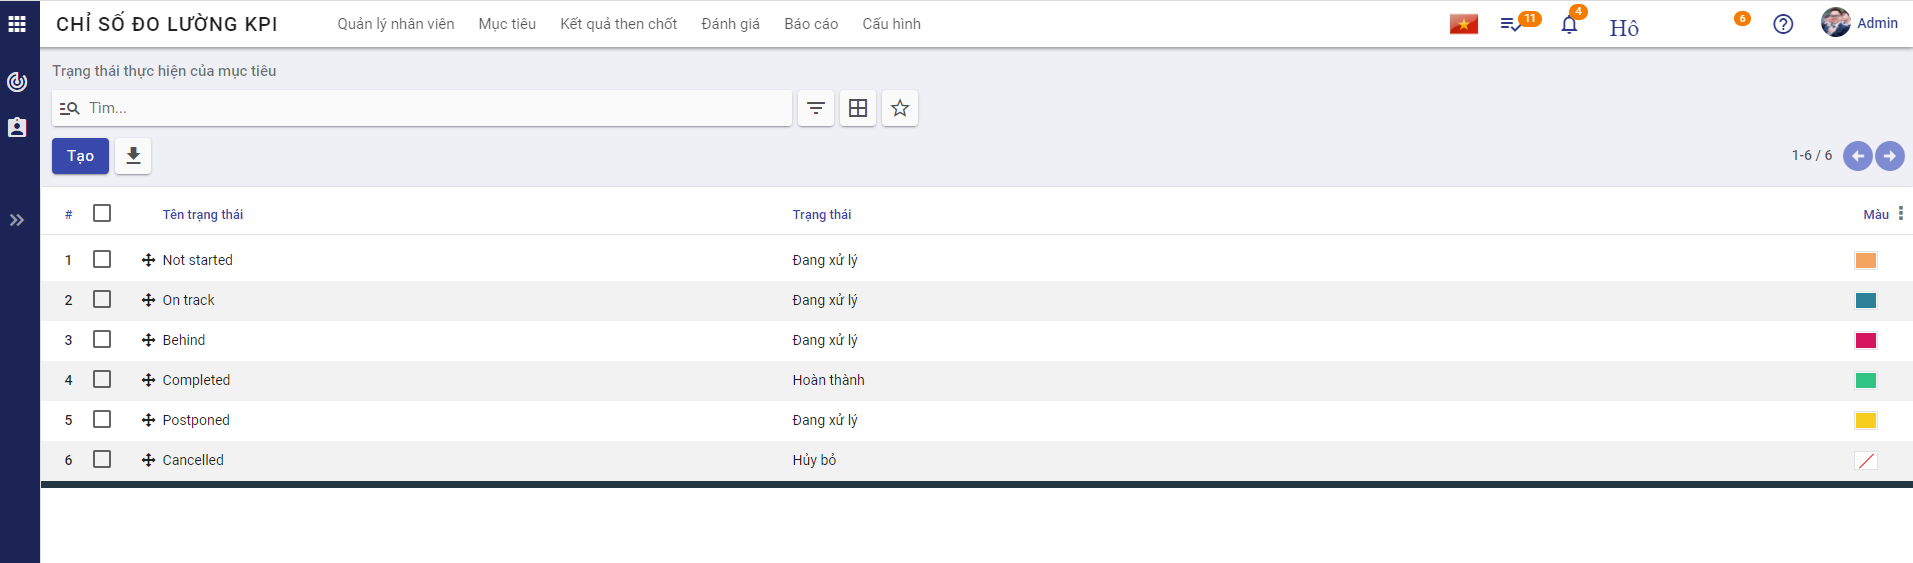 CHỈ SỐ ĐO LƯỜNG KPI Quản lý nhân viên Mục tiêu Kết quả then chốt Đánh giá Báo cáo Cấu hình 11 4 Hô 6 Admin
Trạng thái thực hiện của mục tiêu
Tìm...
Tạo 1-6 / 6
# Tên trạng thái Trạng thái Màu
1 Not started Đang xử lý
2 On track Đang xử lý
3 Behind Đang xử lý
4 Completed Hoàn thành
5 Postponed Đang xử lý
6 Cancelled Hủy bỏ